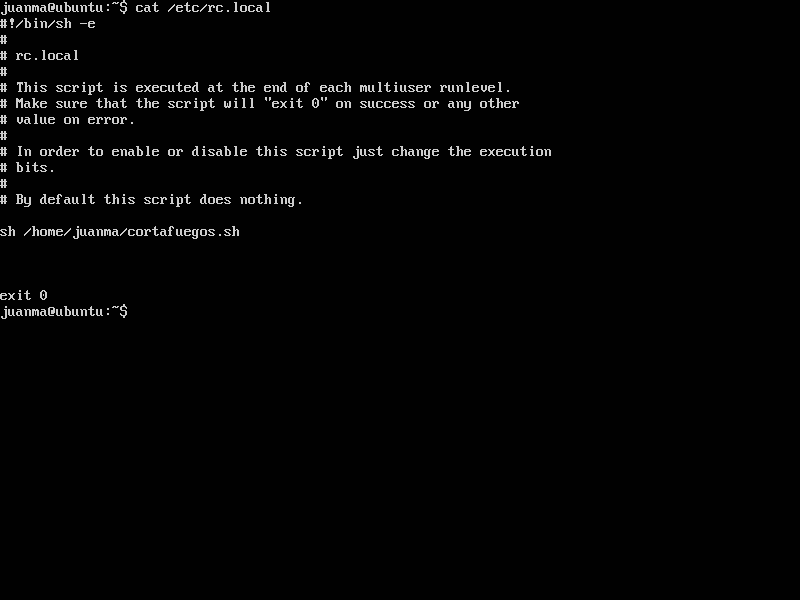 juanma@ubuntu:~$ cat /etc/rc.local
#!/bin/sh -e
#
# rc.local
#
# This script is executed at the end of each multiuser runlevel.
# Make sure that the script will "exit 0" on success or any other
# value on error.
#
# In order to enable or disable this script just change the execution
# bits.
#
# By default this script does nothing.
sh /home/juanma/cortafuegos.sh
exit 0
juanma@ubuntu:~$